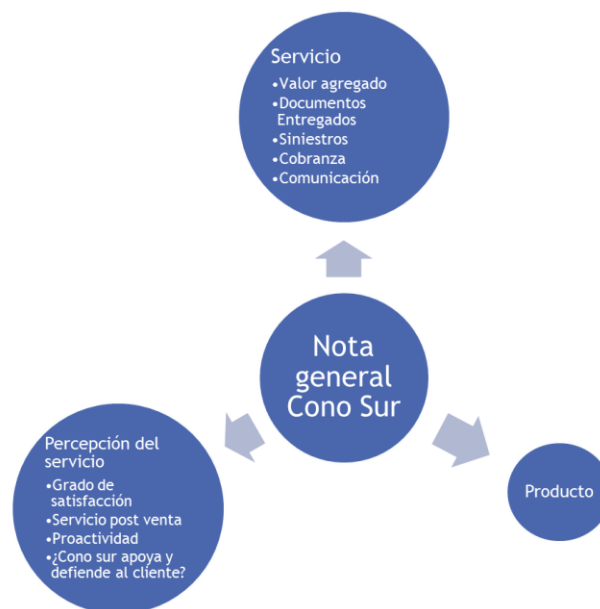 Servicio
•Valor agregado
•Documentos
Entregados
•Siniestros
•Cobranza
•Comunicación
Nota
general
Cono Sur
Percepción del
servicio
•Grado de
satisfacción
•Servicio post venta
•Proactividad
•¿Cono sur apoya y
defiende al cliente?
Producto